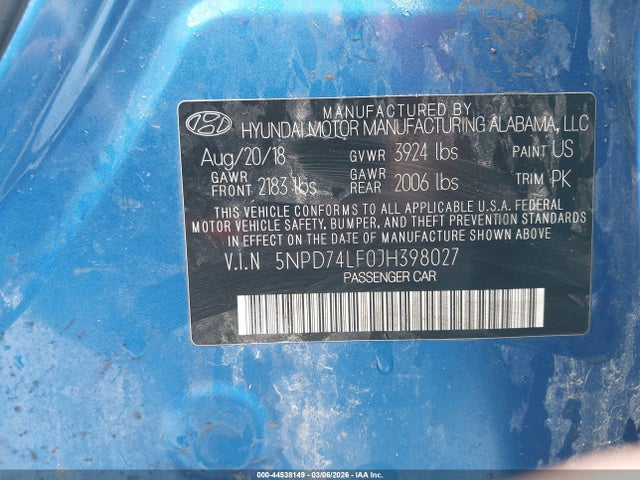 MANUFACTURED BY
HYUNDAI MOTOR MANUFACTURING ALABAMA, LLC
Aug/20/18 GVWR 3924 lbs PAINT US
GAWR FRONT 2183 lbs GAWR REAR 2006 lbs TRIM PK
THIS VEHICLE CONFORMS TO ALL APPLICABLE U.S.A. FEDERAL
MOTOR VEHICLE SAFETY, BUMPER, AND THEFT PREVENTION STANDARDS
IN EFFECT ON THE DATE OF MANUFACTURE SHOWN ABOVE.
V.I.N 5NPD74LF0JH398027
PASSENGER CAR
000-44538149 - 03/06/2026 - IAA Inc.